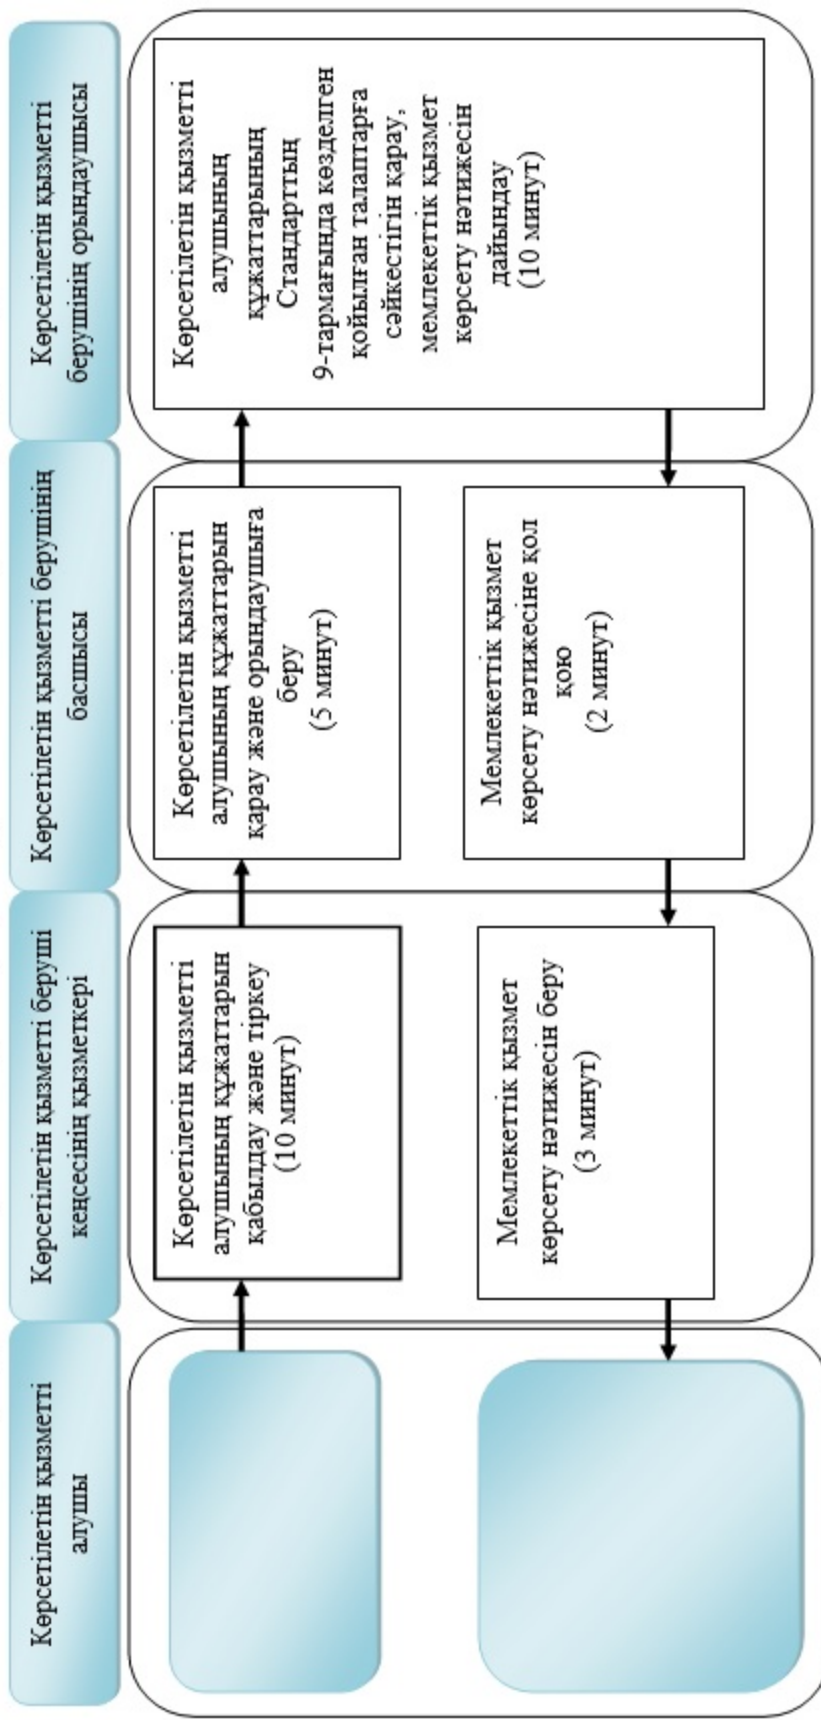 Көрсетілетін қызметті
алушы
Көрсетілетін қызметті беруші
кеңсесінің қызметкері
Көрсетілетін қызметті берушінің
басшысы
Көрсетілетін қызметті
берушінің орындаушысы
Көрсетілетін қызметті
алушының құжаттарын
қабылдау және тіркеу
(10 минут)
Көрсетілетін қызметті
алушының құжаттарын
қарау және орындаушыға
беру
(5 минут)
Көрсетілетін қызметті
алушының
құжаттарының
Стандарттың
9-тармағында көзделген
қойылған талаптарға
сәйкестігін қарау,
мемлекеттік қызмет
көрсету нәтижесін
дайындау
(10 минут)
Мемлекеттік қызмет
көрсету нәтижесіне қол
қою
(2 минут)
Мемлекеттік қызмет
көрсету нәтижесін беру
(3 минут)